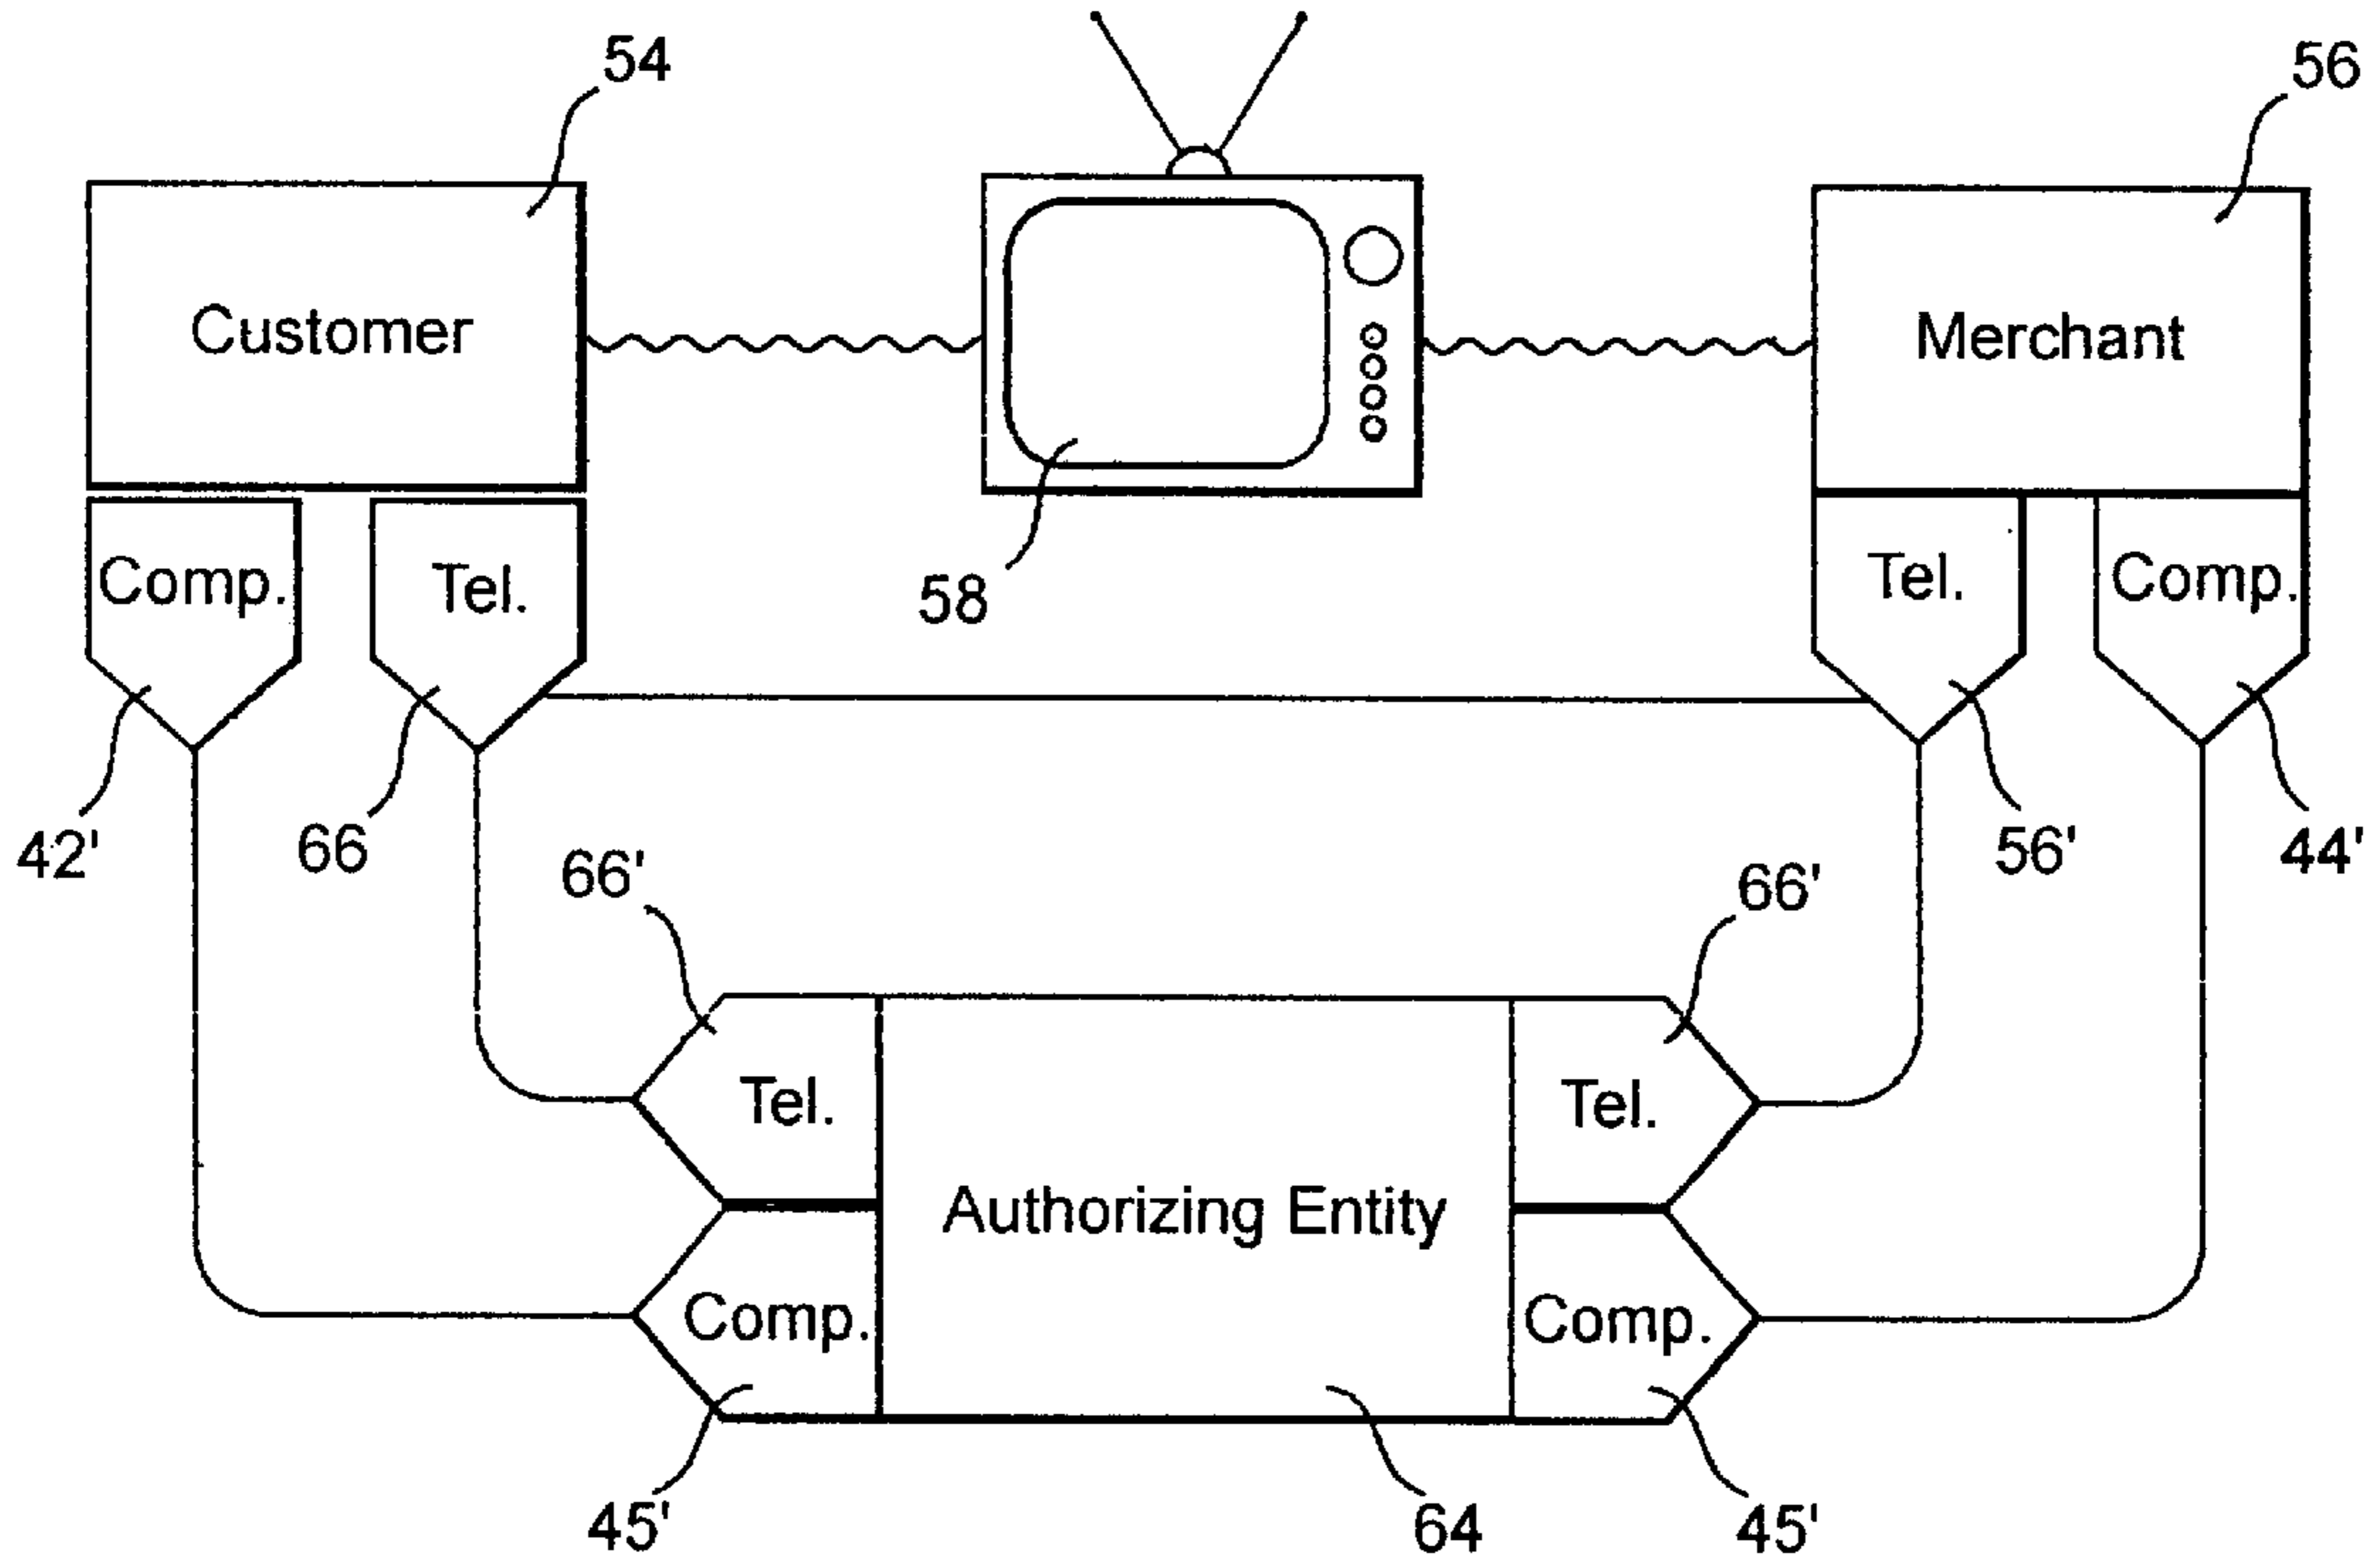 54
56
Customer
Merchant
Comp.
Tel.
58
Tel.
Comp.
42'
66
66'
66'
56'
44'
Tel.
Tel.
Authorizing Entity
Comp.
Comp.
45'
64
45'